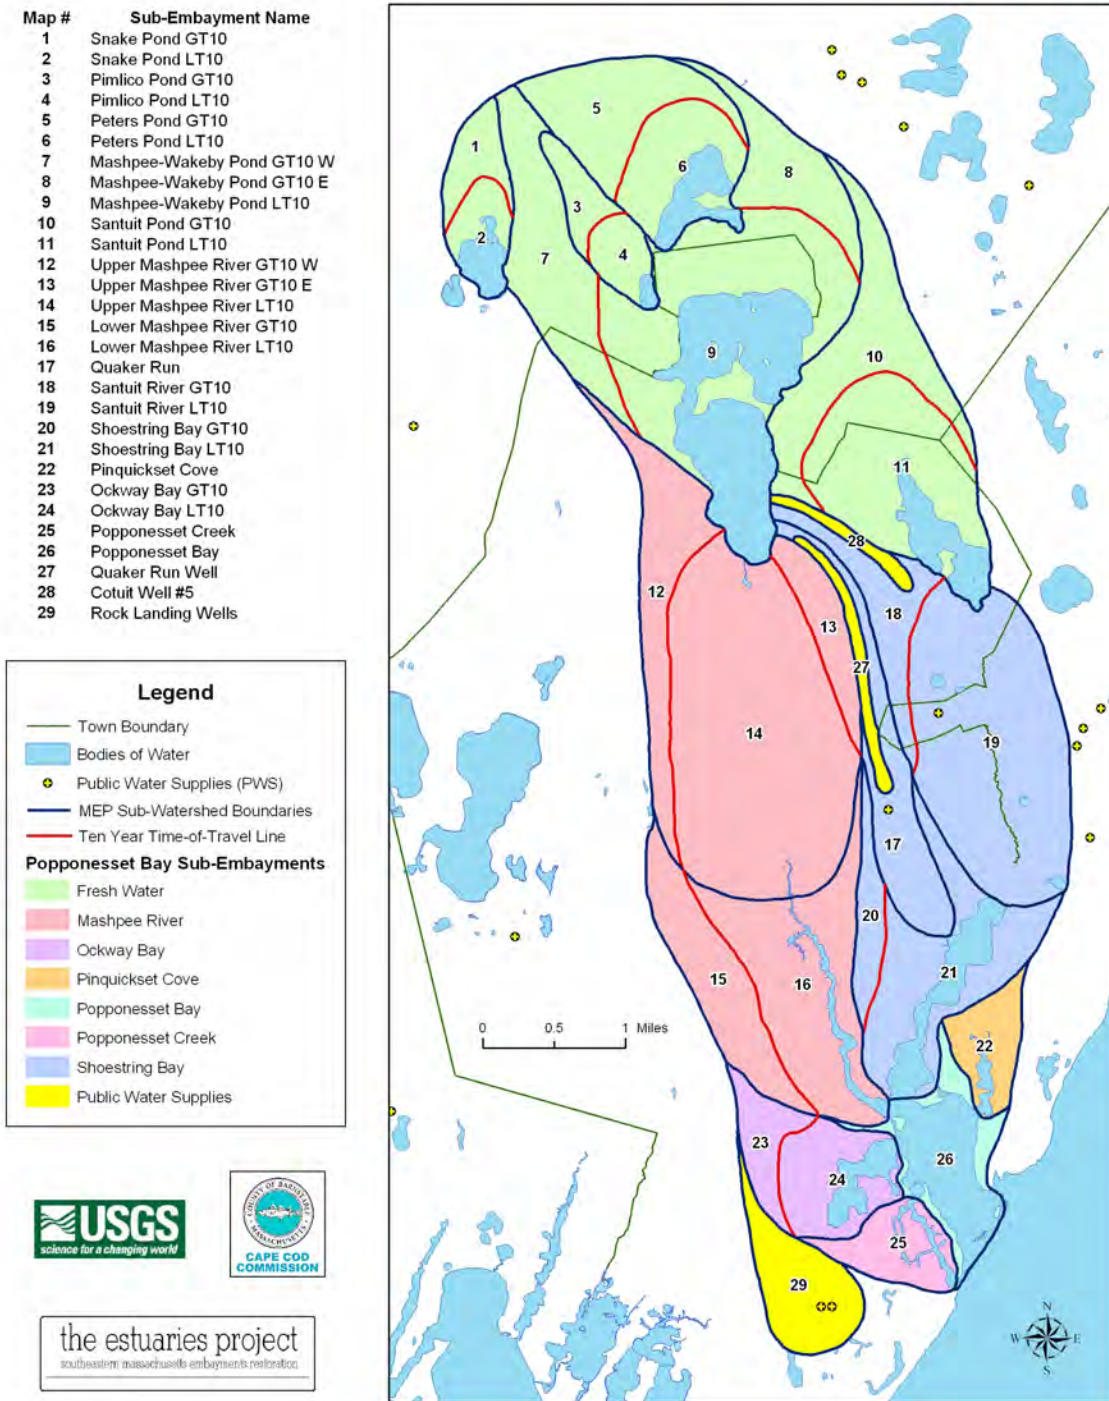 Map # Sub-Embayment Name
1 Snake Pond GT10
2 Snake Pond LT10
3 Pimlico Pond GT10
4 Pimlico Pond LT10
5 Peters Pond GT10
6 Peters Pond LT10
7 Mashpee-Wakeby Pond GT10 W
8 Mashpee-Wakeby Pond GT10 E
9 Mashpee-Wakeby Pond LT10
10 Santuit Pond GT10
11 Santuit Pond LT10
12 Upper Mashpee River GT10 W
13 Upper Mashpee River GT10 E
14 Upper Mashpee River LT10
15 Lower Mashpee River GT10
16 Lower Mashpee River LT10
17 Quaker Run
18 Santuit River GT10
19 Santuit River LT10
20 Shoestring Bay GT10
21 Shoestring Bay LT10
22 Pinquickset Cove
23 Ockway Bay GT10
24 Ockway Bay LT10
25 Popponesset Creek
26 Popponesset Bay
27 Quaker Run Well
28 Cotuit Well #5
29 Rock Landing Wells
Legend
Town Boundary
Bodies of Water
Public Water Supplies (PWS)
MEP Sub-Watershed Boundaries
Ten Year Time-of-Travel Line
Popponesset Bay Sub-Embayments
Fresh Water
Mashpee River
Ockway Bay
Pinquickset Cove
Popponesset Bay
Popponesset Creek
Shoestring Bay
Public Water Supplies
USGS
science for a changing world
COUNTY OF BARNSTABLE
MASSACHUSETTS
CAPE COD
COMMISSION
the estuaries project
southeastern massachusetts embayments restoration
5
1
6
8
3
2
4
7
9
10
11
28
12
18
13
27
14
19
17
20
21
15
16
0 0.5 1 Miles
22
23
26
24
25
29
N
W E
S